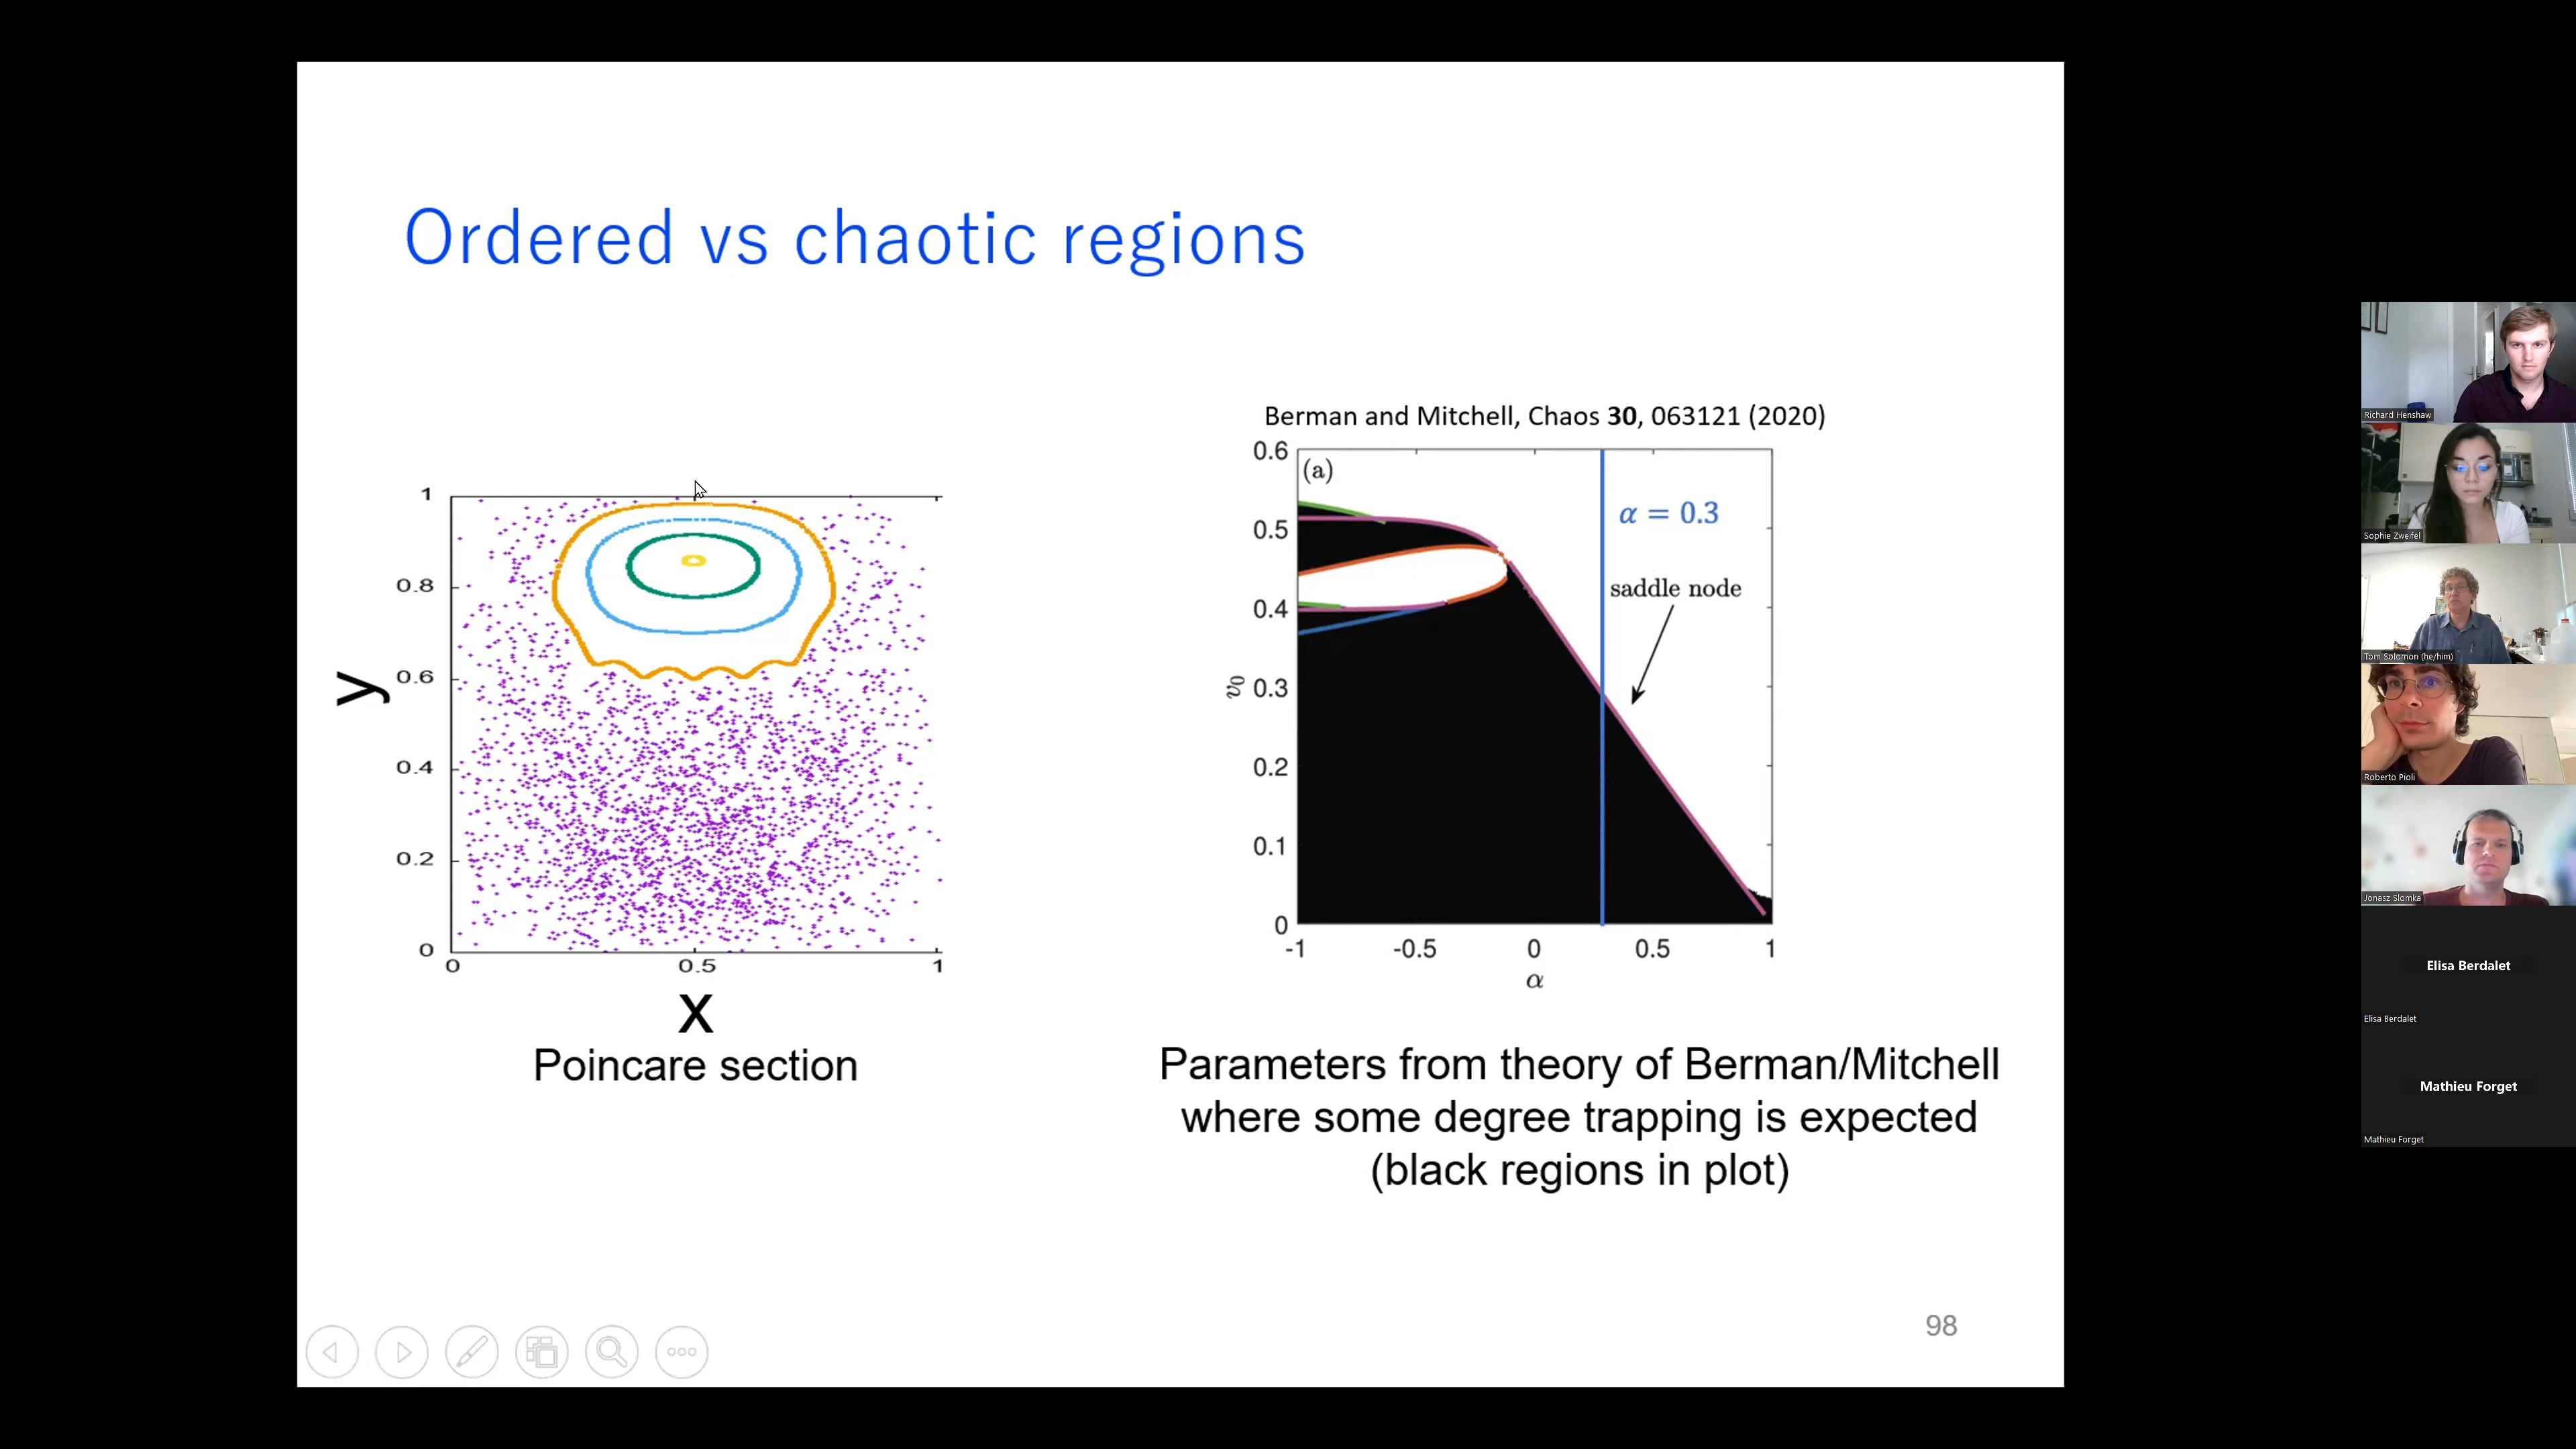 Ordered vs chaotic regions
1
0.8
0.6
0.4
0.2
0
0
0.5
1
y
x
Poincare section
Berman and Mitchell, Chaos 30, 063121 (2020)
(a)
0.6
0.5
0.4
0.3
0.2
0.1
0
-1
-0.5
0
0.5
1
v₀
α
α = 0.3
saddle node
Parameters from theory of Berman/Mitchell
where some degree trapping is expected
(black regions in plot)
98
Richard Henshaw
Sophie Zweifel
Tom Solomon (he/him)
Roberto Pioli
Jonasz Slomka
Elisa Berdalet
Elisa Berdalet
Mathieu Forget
Mathieu Forget